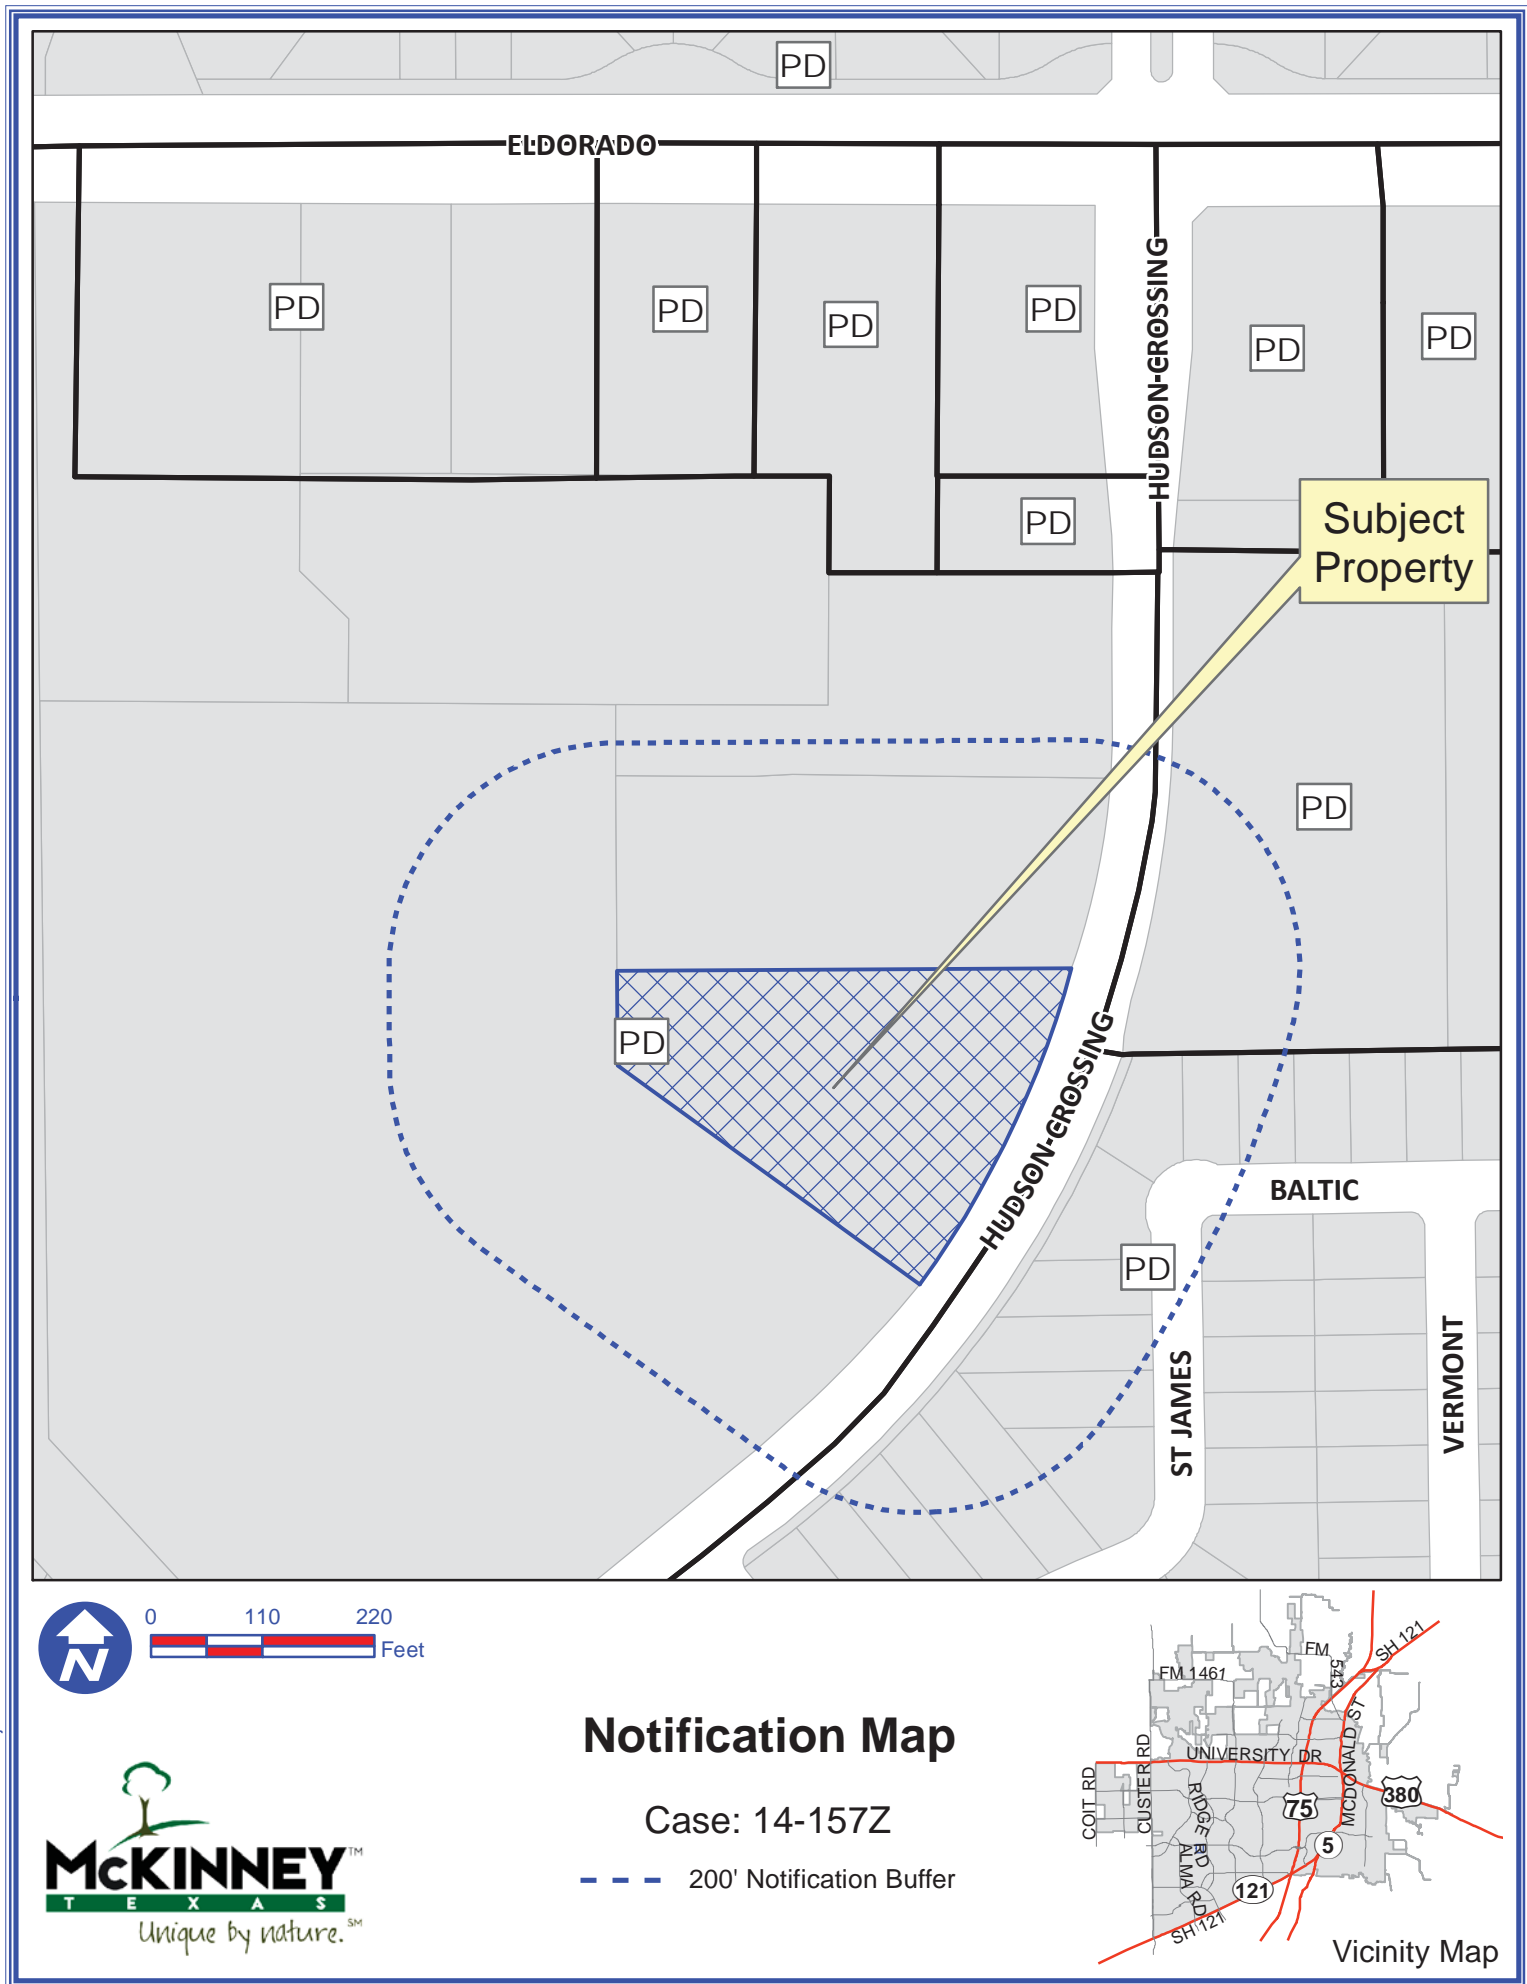 PD
ELDORADO
PD
PD
PD
PD
PD
PD
HUDSON-CROSSING
PD
Subject
Property
PD
PD
HUDSON-CROSSING
BALTIC
PD
ST JAMES
VERMONT
0 110 220
Feet
N
Notification Map
Case: 14-157Z
200' Notification Buffer
McKINNEY™
TEXAS
Unique by nature.℠
FM 1461
FM 543
SH 121
UNIVERSITY DR
MCDONALD ST
COIT RD
CUSTER RD
RIDGE RD
ALMA RD
75
380
5
121
SH 121
Vicinity Map